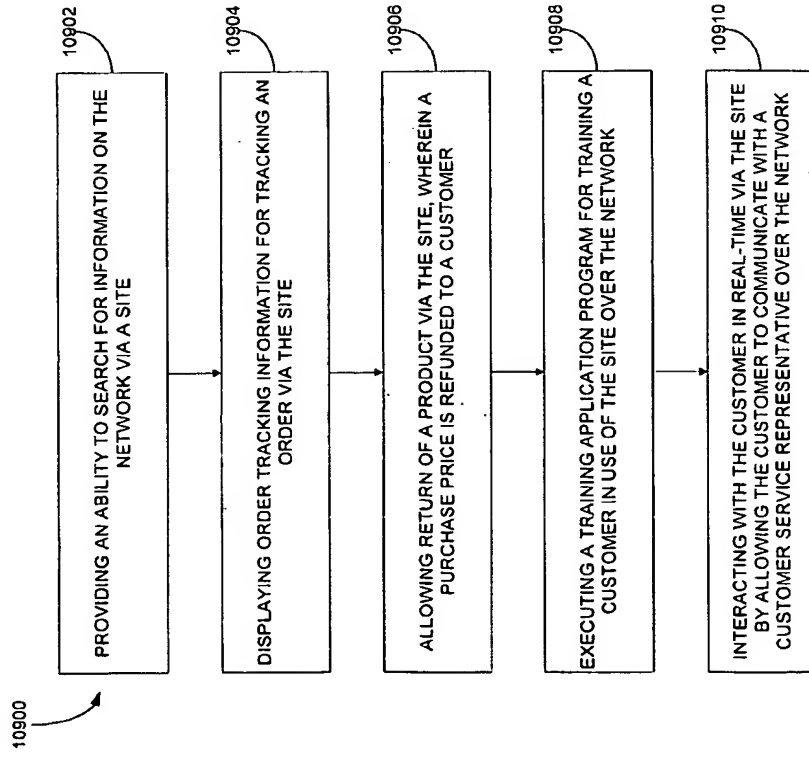 10900
10902
PROVIDING AN ABILITY TO SEARCH FOR INFORMATION ON THE
NETWORK VIA A SITE
10904
DISPLAYING ORDER TRACKING INFORMATION FOR TRACKING AN
ORDER VIA THE SITE
10906
ALLOWING RETURN OF A PRODUCT VIA THE SITE, WHEREIN A
PURCHASE PRICE IS REFUNDED TO A CUSTOMER
10908
EXECUTING A TRAINING APPLICATION PROGRAM FOR TRAINING A
CUSTOMER IN USE OF THE SITE OVER THE NETWORK
10910
INTERACTING WITH THE CUSTOMER IN REAL-TIME VIA THE SITE
BY ALLOWING THE CUSTOMER TO COMMUNICATE WITH A
CUSTOMER SERVICE REPRESENTATIVE OVER THE NETWORK